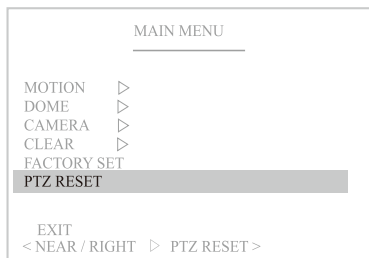 MAIN MENU
MOTION ▷
DOME ▷
CAMERA ▷
CLEAR ▷
FACTORY SET
PTZ RESET
EXIT
< NEAR / RIGHT ▷ PTZ RESET >